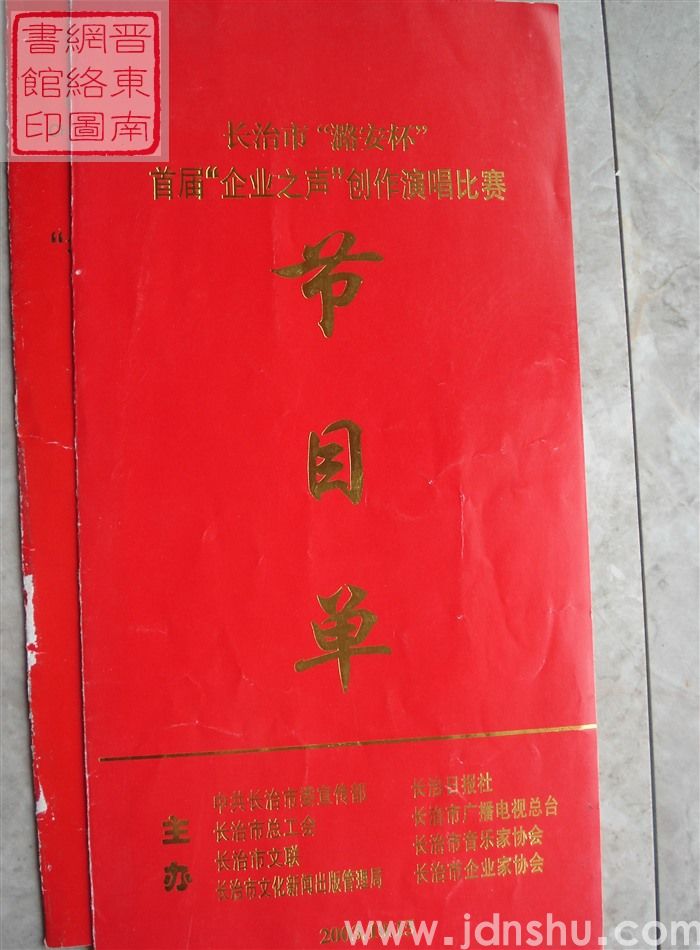 晋東南
網絡圖
書館印
长治市“潞安杯”
首届“企业之声”创作演唱比赛
节
目
单
主
办
中共长治市委宣传部
长治市总工会
长治市文联
长治市文化新闻出版管理局
长治日报社
长治市广播电视总台
长治市音乐家协会
长治市企业家协会
www.jdnshu.com